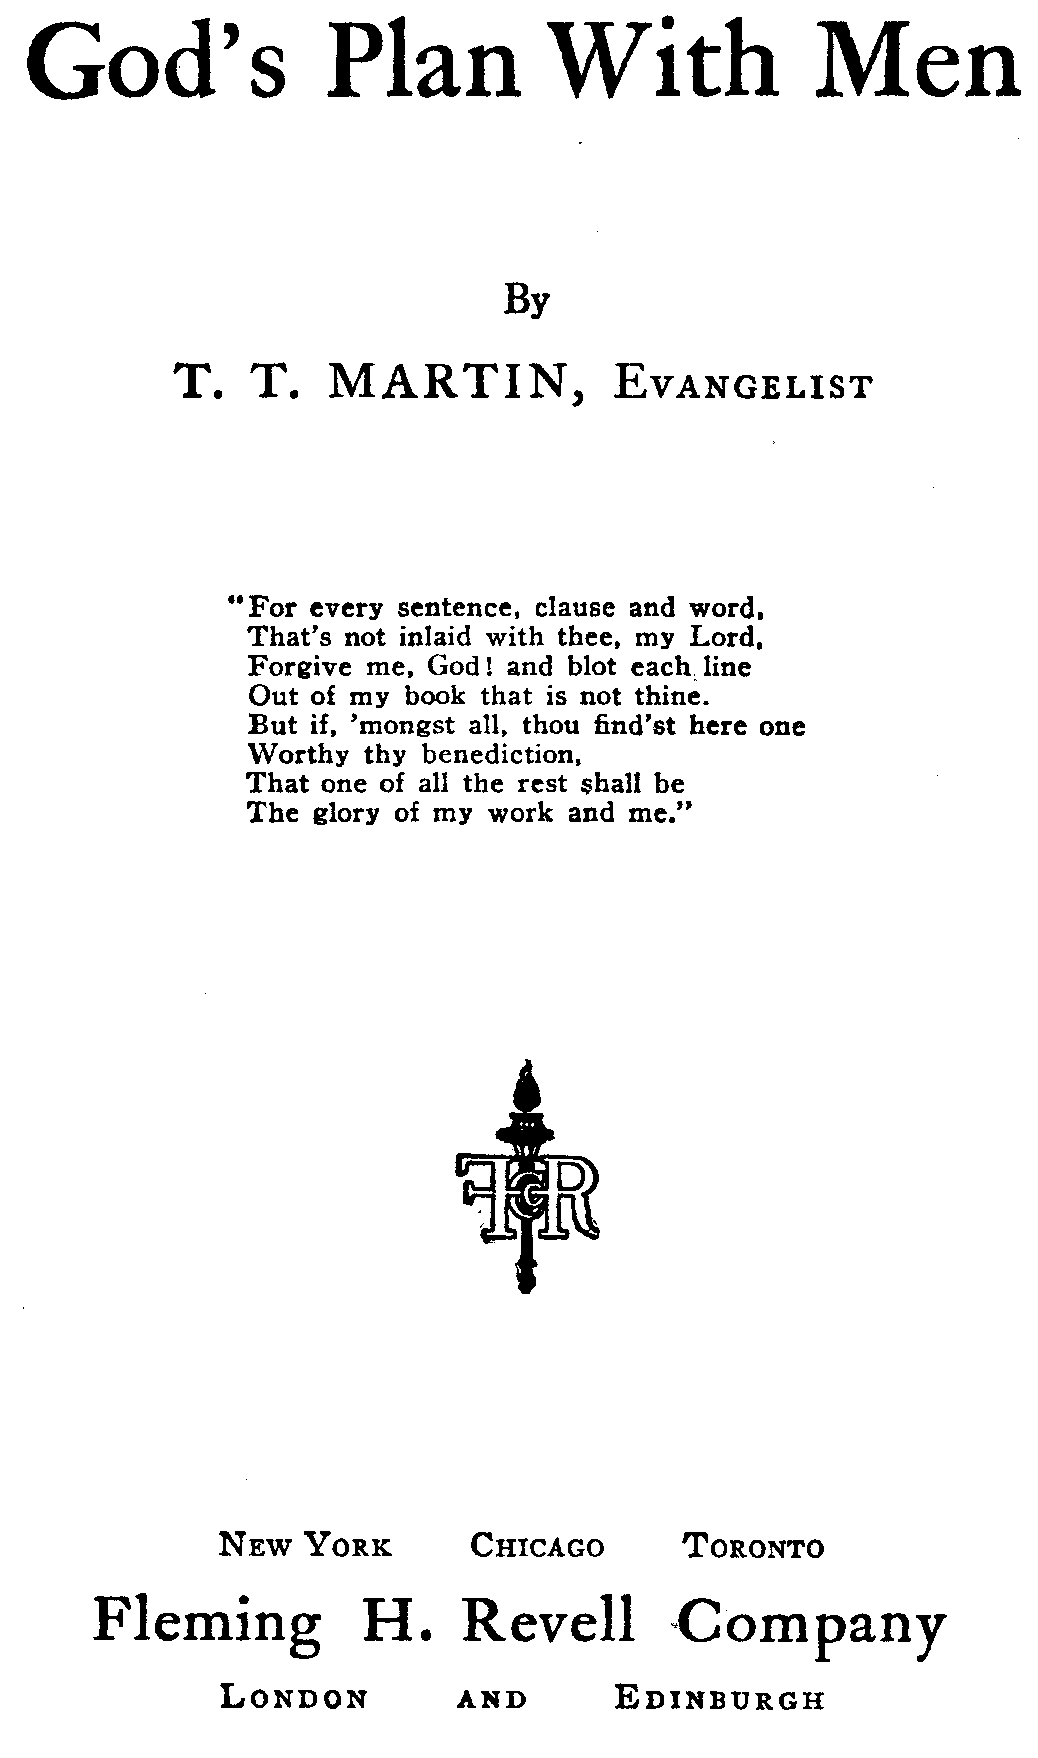 God's Plan With Men
By
T. T. MARTIN, EVANGELIST
"For every sentence, clause and word,
That's not inlaid with thee, my Lord,
Forgive me, God! and blot each line
Out of my book that is not thine.
But if, 'mongst all, thou find'st here one
Worthy thy benediction,
That one of all the rest shall be
The glory of my work and me."
F C R
NEW YORK CHICAGO TORONTO
Fleming H. Revell Company
LONDON AND EDINBURGH